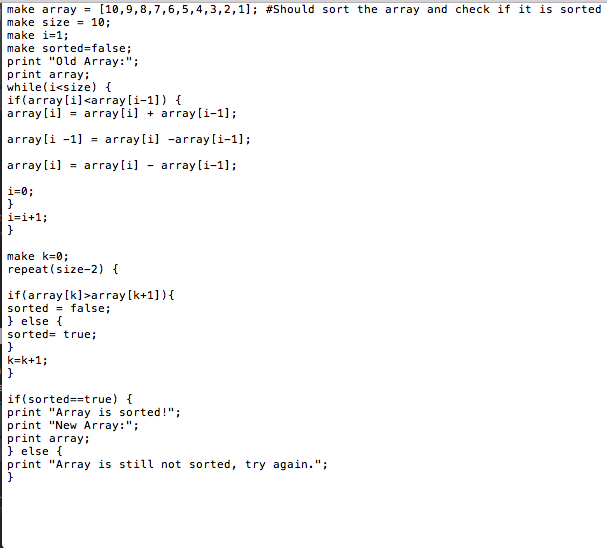 make array = [10,9,8,7,6,5,4,3,2,1]; #Should sort the array and check if it is sorted
make size = 10;
make i=1;
make sorted=false;
print "Old Array:";
print array;
while(i<size) {
if(array[i]<array[i-1]) {
array[i] = array[i] + array[i-1];
array[i -1] = array[i] -array[i-1];
array[i] = array[i] - array[i-1];
i=0;
}
i=i+1;
}
make k=0;
repeat(size-2) {
if(array[k]>array[k+1]){
sorted = false;
} else {
sorted= true;
}
k=k+1;
}
if(sorted==true) {
print "Array is sorted!";
print "New Array:";
print array;
} else {
print "Array is still not sorted, try again.";
}